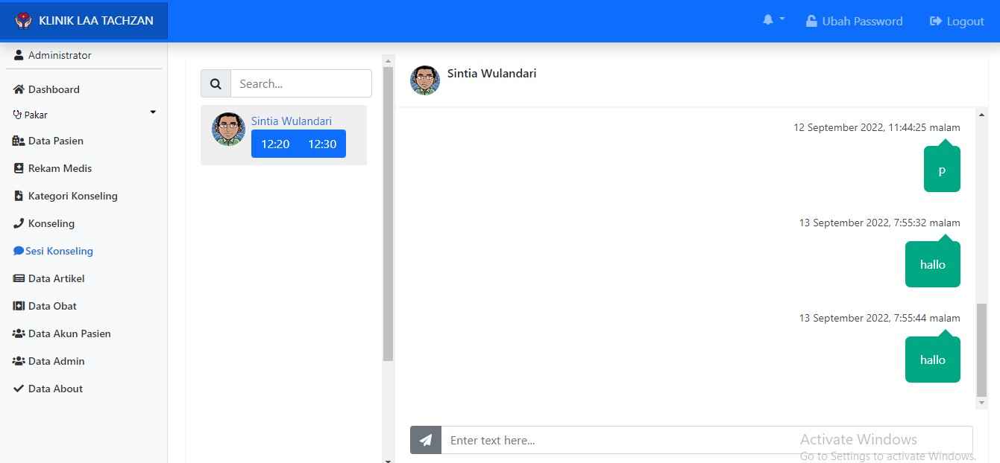 KLINIK LAA TACHZAN
Ubah Password
Logout
Administrator
Dashboard
Pakar
Data Pasien
Rekam Medis
Kategori Konseling
Konseling
Sesi Konseling
Data Artikel
Data Obat
Data Akun Pasien
Data Admin
Data About
Search...
Sintia Wulandari
12:20 12:30
Sintia Wulandari
12 September 2022, 11:44:25 malam
p
13 September 2022, 7:55:32 malam
hallo
13 September 2022, 7:55:44 malam
hallo
Enter text here...
Activate Windows
Go to Settings to activate Windows.